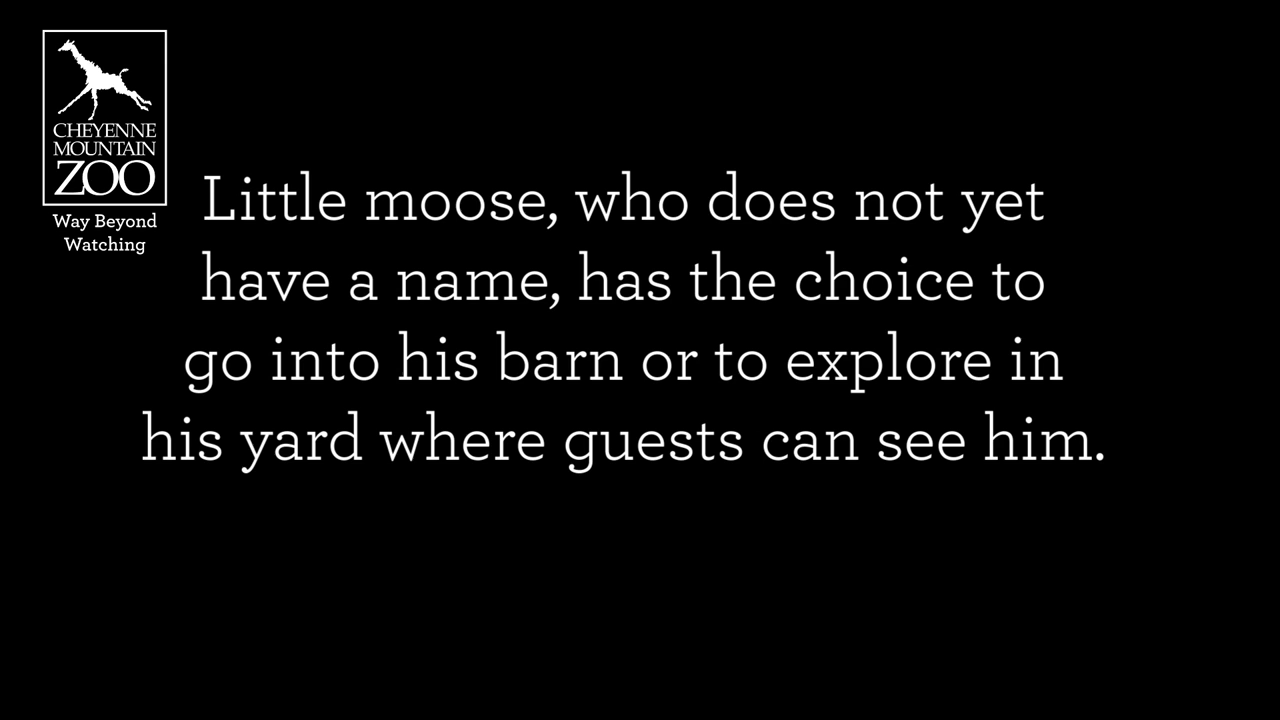 CHEYENNE
MOUNTAIN
ZOO
Way Beyond
Watching
Little moose, who does not yet
have a name, has the choice to
go into his barn or to explore in
his yard where guests can see him.